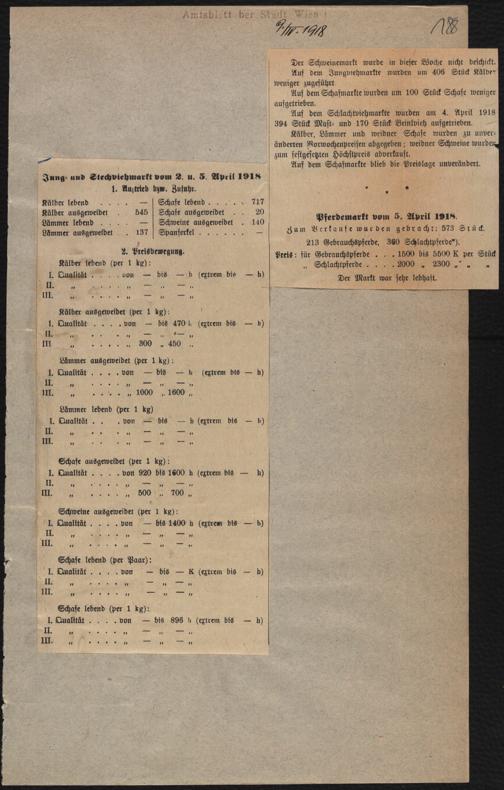 Amtsblatt der Stadt Wien
9/IV. 1918
188
Jung- und Stechviehmarkt vom 2. u. 5. April 1918
1. Auftrieb bzw. Zufuhr.
Kälber lebend . . . . — Schafe lebend . . . . . 717
Kälber ausgeweidet . . 545 Schafe ausgeweidet . . 20
Lämmer lebend . . . . — Schweine ausgeweidet . 140
Lämmer ausgeweidet . 137 Spanferkel . . . . . . —
2. Preisbewegung.
Kälber lebend (per 1 kg):
I. Qualität . . . . von — bis — h (extrem bis — h)
II. „ . . . . . „ — „ — „
III. „ . . . . . „ — „ — „
Kälber ausgeweidet (per 1 kg):
I. Qualität . . . . von — bis 470 h (extrem bis — h)
II. „ . . . . . „ — „ — „
III „ . . . . . „ 300 „ 450 „
Lämmer ausgeweidet (per 1 kg):
I. Qualität . . . . von — bis — h (extrem bis — h)
II. „ . . . . . „ — „ — „
III. „ . . . . . „ 1000 „ 1600 „
Lämmer lebend (per 1 kg)
I. Qualität . . . . von — bis — h (extrem bis — h)
II. „ . . . . . „ — „ — „
III. „ . . . . . „ — „ — „
Schafe ausgeweidet (per 1 kg):
I. Qualität . . . . von 920 bis 1600 h (extrem bis — h)
II. „ . . . . . „ — „ — „
III. „ . . . . . „ 500 „ 700 „
Schweine ausgeweidet (per 1 kg):
I. Qualität . . . . von — bis 1400 h (extrem bis — h)
II. „ . . . . . „ — „ — „
III. „ . . . . . „ — „ — „
Schafe lebend (per Paar):
I. Qualität . . . . von — bis — K (extrem bis — h)
II. „ . . . . . „ — „ — „
III. „ . . . . . „ — „ — „
Schafe lebend (per 1 kg):
I. Qualität . . . . von — bis 896 h (extrem bis — h)
II. „ . . . . . „ — „ — „
III. „ . . . . . „ — „ — „
Der Schweinemarkt wurde in dieser Woche nicht beschickt.
Auf dem Jungviehmarkte wurden um 406 Stück Kälber
weniger zugeführt
Auf dem Schafmarkte wurden um 100 Stück Schafe weniger
aufgetrieben.
Auf dem Schlachtviehmarkte wurden am 4. April 1918
394 Stück Mast- und 170 Stück Beinlvieh aufgetrieben.
Kälber, Lämmer und weidner Schafe wurden zu unver-
änderten Vorwochenpreisen abgegeben; weidner Schweine wurden
zum festgesetzten Höchstpreis abverkauft.
Auf dem Schafmarkte blieb die Preislage unverändert.
* * *
Pferdemarkt vom 5. April 1918.
Zum Verkaufe wurden gebracht: 573 Stück.
213 Gebrauchspferde, 360 Schlachtpferde*).
Preis: für Gebrauchspferde . . . 1500 bis 5500 K per Stück
„ Schlachtpferde . . . . 2000 „ 2300 „ „ „
Der Markt war sehr lebhaft.